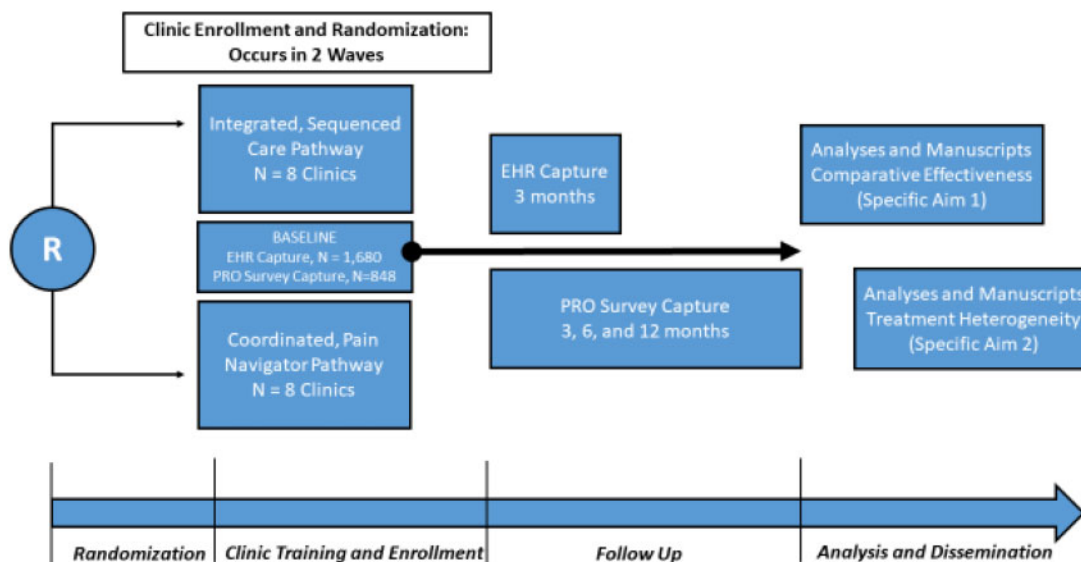 Clinic Enrollment and Randomization:
Occurs in 2 Waves
R
Integrated, Sequenced
Care Pathway
N = 8 Clinics
BASELINE
EHR Capture, N = 1,680
PRO Survey Capture, N=848
Coordinated, Pain
Navigator Pathway
N = 8 Clinics
EHR Capture
3 months
PRO Survey Capture
3, 6, and 12 months
Analyses and Manuscripts
Comparative Effectiveness
(Specific Aim 1)
Analyses and Manuscripts
Treatment Heterogeneity
(Specific Aim 2)
Randomization
Clinic Training and Enrollment
Follow Up
Analysis and Dissemination